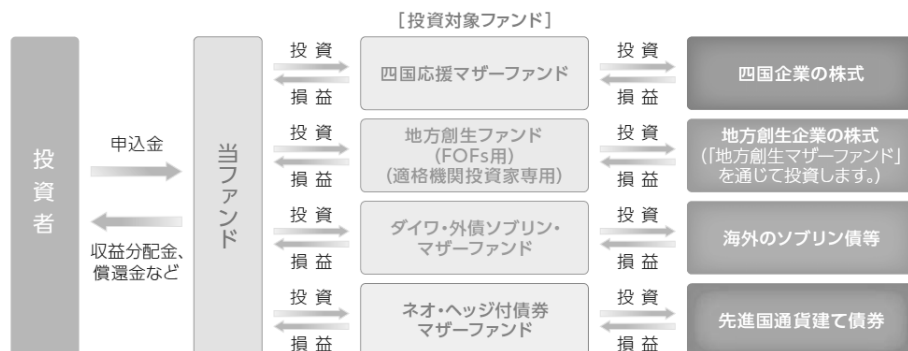 [投資対象ファンド]
投資者
申込金
収益分配金、
償還金など
当ファンド
投資
損益
四国応援マザーファンド
投資
損益
四国企業の株式
投資
損益
地方創生ファンド
(FOFs用)
(適格機関投資家専用)
投資
損益
地方創生企業の株式
(「地方創生マザーファンド」
を通じて投資します。)
投資
損益
ダイワ・外債ソブリン・
マザーファンド
投資
損益
海外のソブリン債等
投資
損益
ネオ・ヘッジ付債券
マザーファンド
投資
損益
先進国通貨建て債券